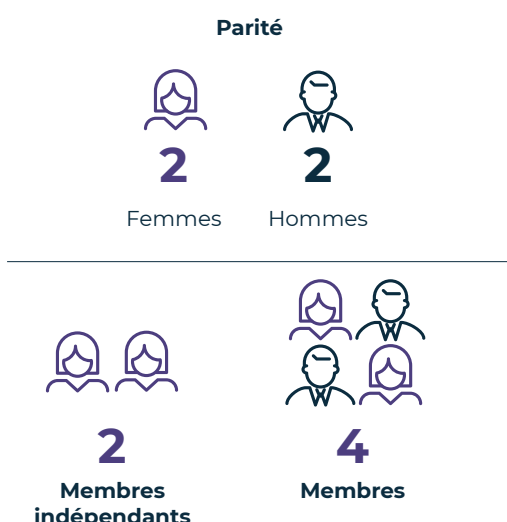 Parité
2
2
Femmes
Hommes
2
4
Membres
indépendants
Membres